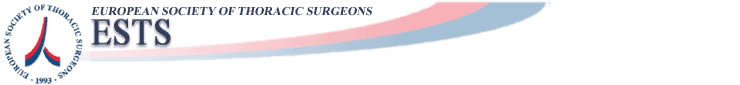 EUROPEAN SOCIETY OF THORACIC SURGEONS
ESTS
EUROPEAN SOCIETY OF THORACIC SURGEONS
· 1993 ·